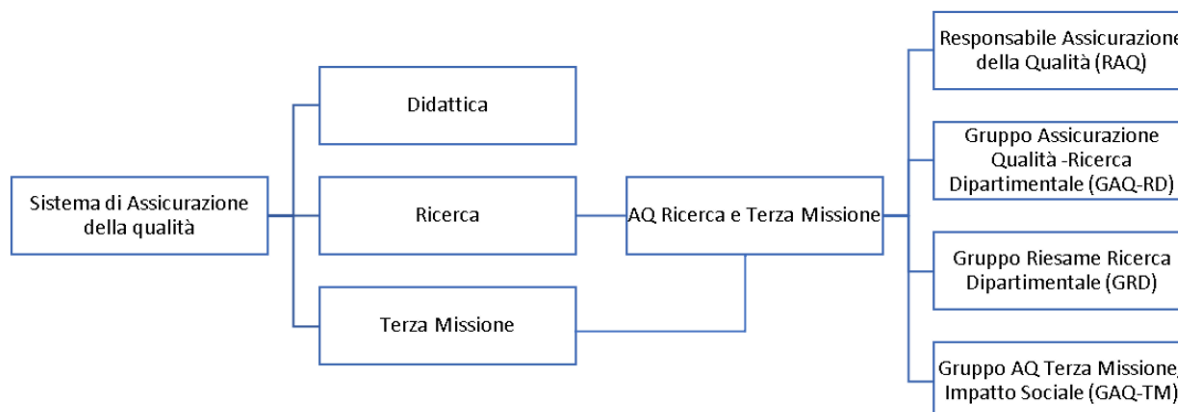 Sistema di Assicurazione
della qualità
Didattica
Ricerca
Terza Missione
AQ Ricerca e Terza Missione
Responsabile Assicurazione
della Qualità (RAQ)
Gruppo Assicurazione
Qualità -Ricerca
Dipartimentale (GAQ-RD)
Gruppo Riesame Ricerca
Dipartimentale (GRD)
Gruppo AQ Terza Missione/
Impatto Sociale (GAQ-TM)